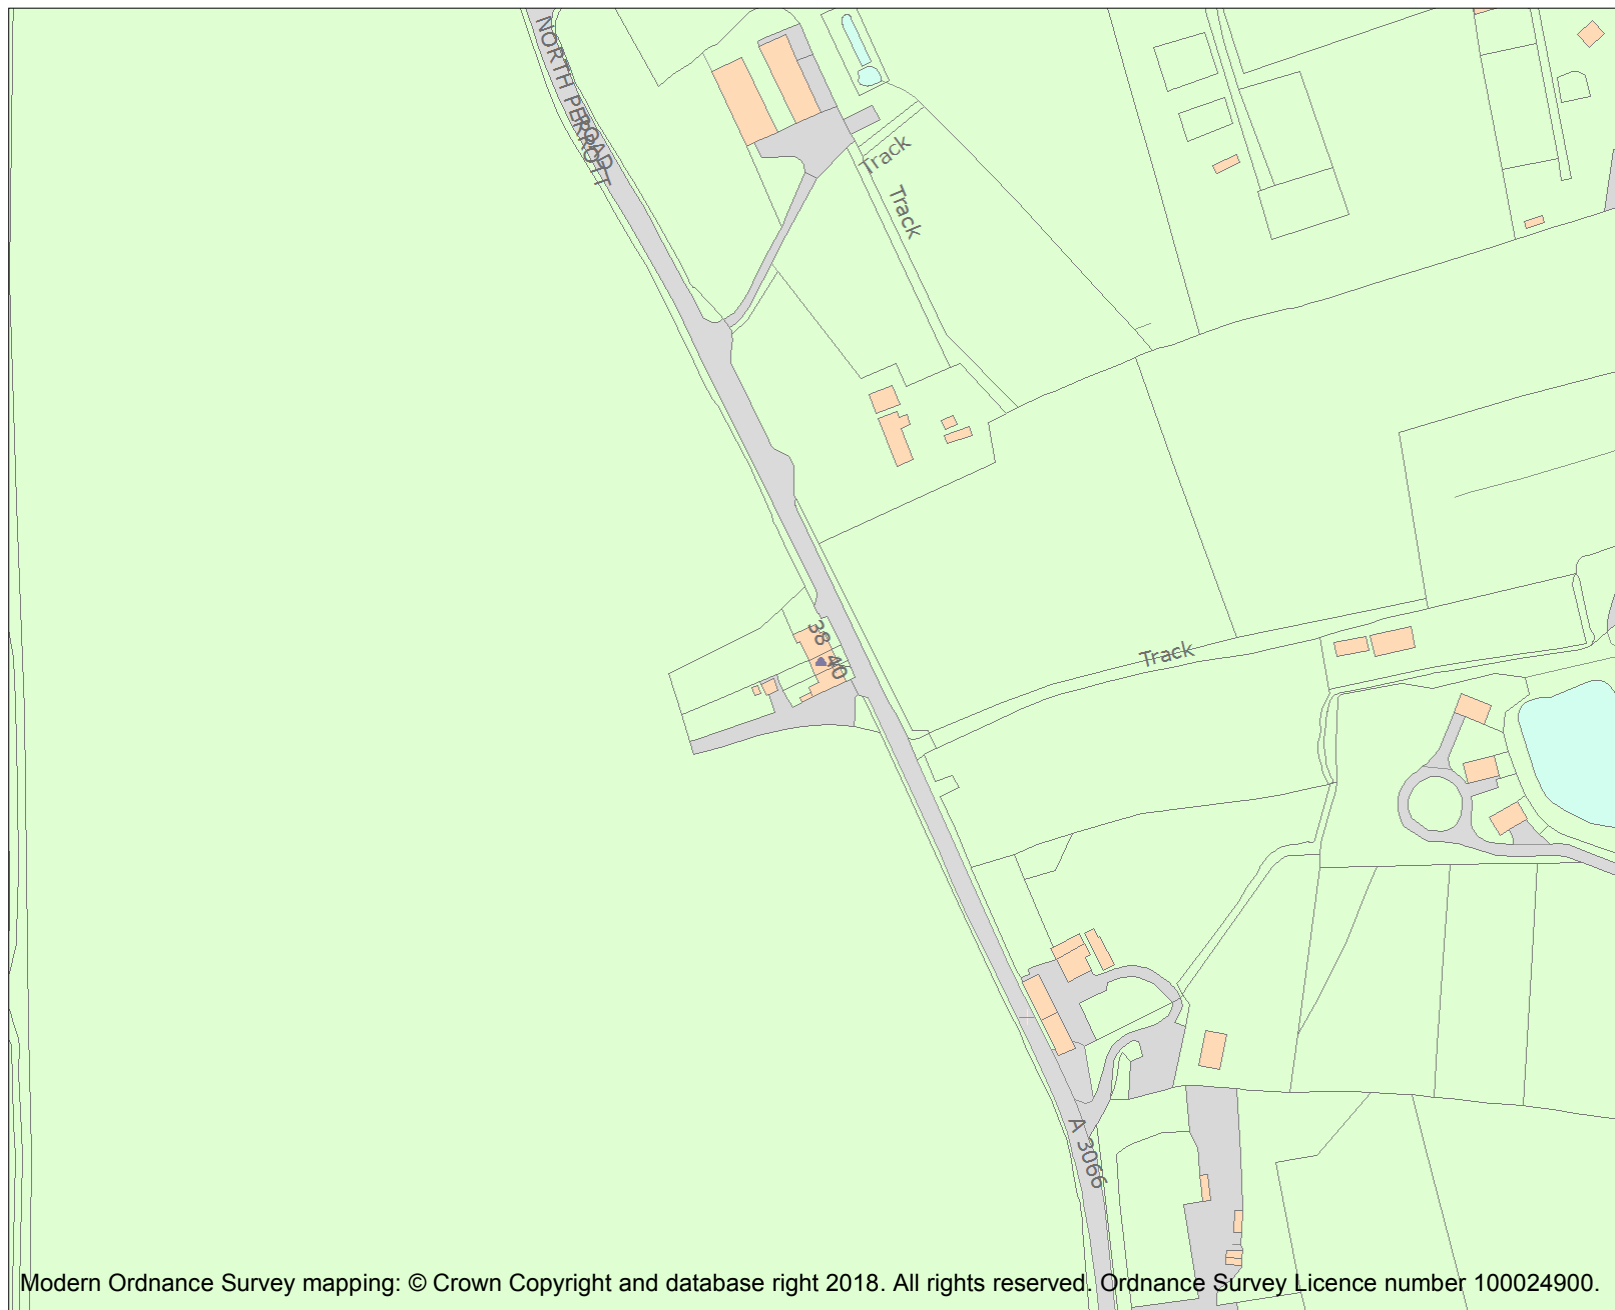 NORTH PERROTT
ROAD
Track
Track
38
40
Track
A 3066
Modern Ordnance Survey mapping: © Crown Copyright and database right 2018. All rights reserved. Ordnance Survey Licence number 100024900.